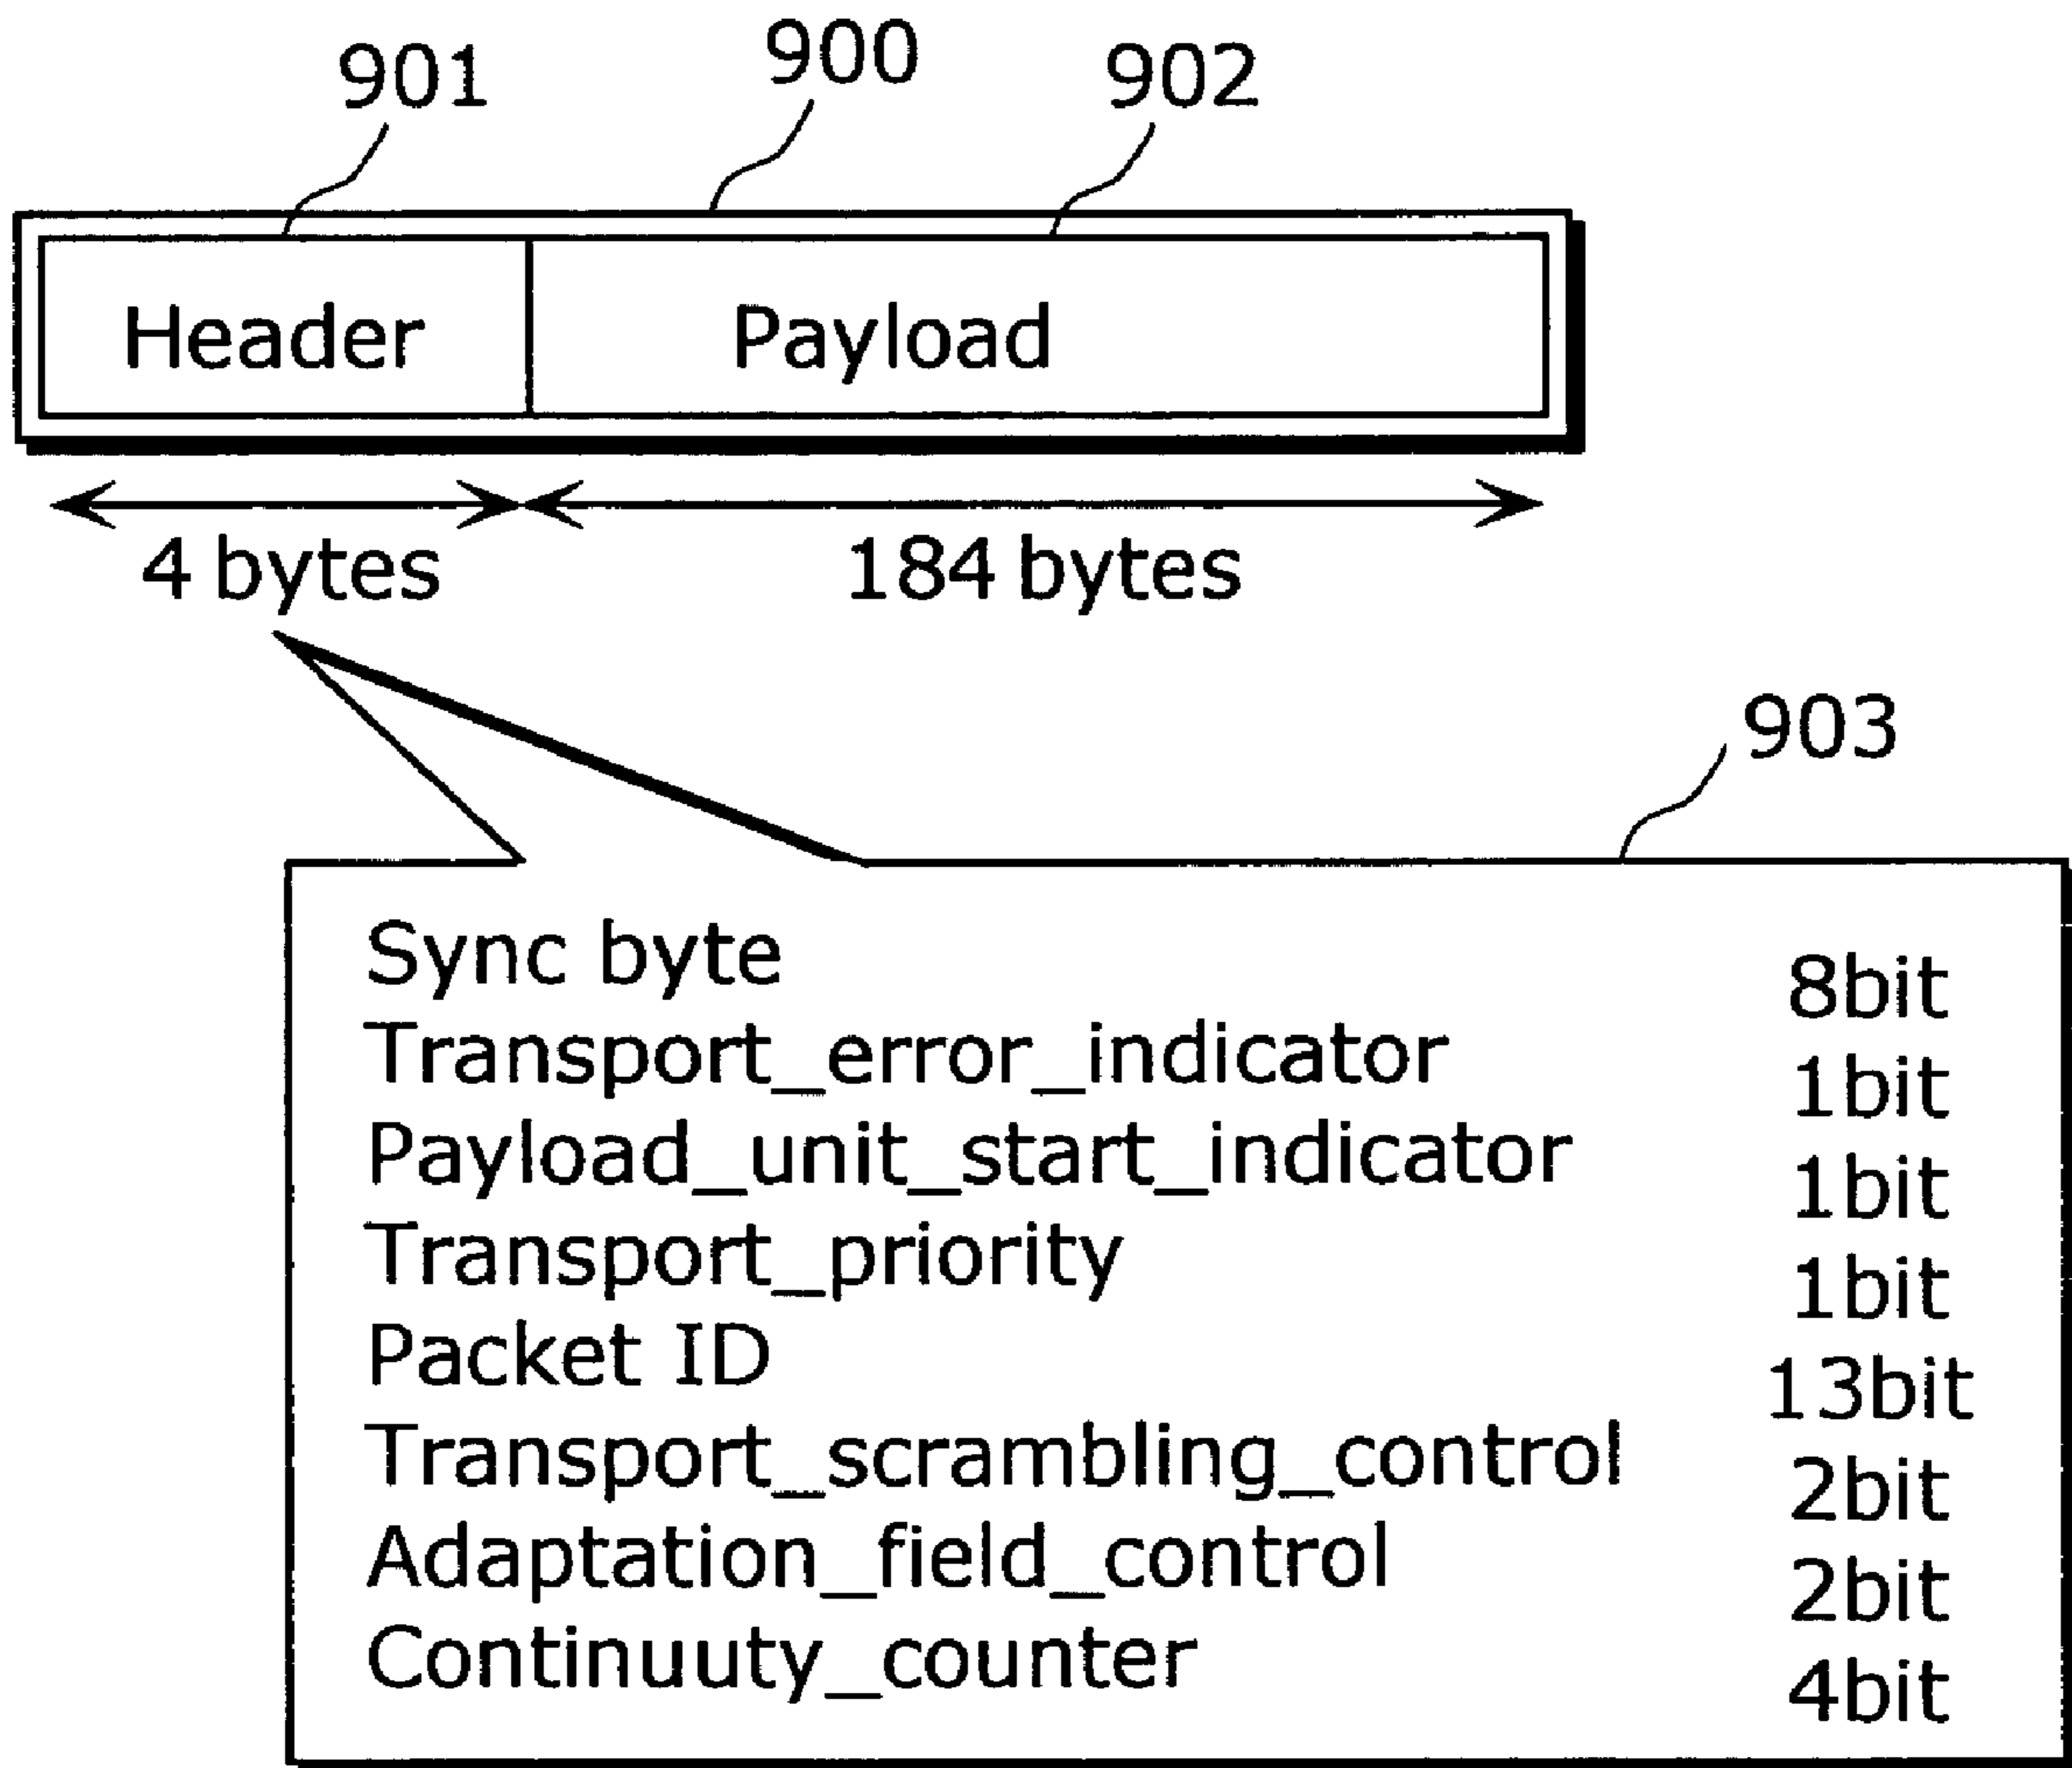 901 900 902
Header Payload
4 bytes 184 bytes
903
Sync byte 8bit
Transport_error_indicator 1bit
Payload_unit_start_indicator 1bit
Transport_priority 1bit
Packet ID 13bit
Transport_scrambling_control 2bit
Adaptation_field_control 2bit
Continuuty_counter 4bit